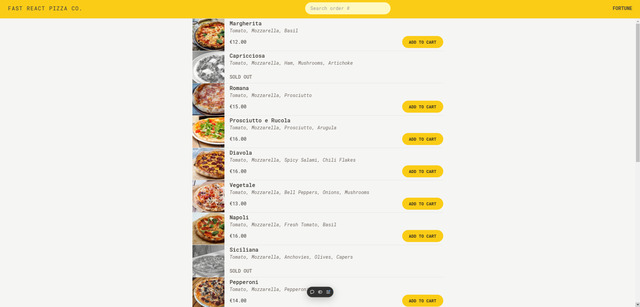 FAST REACT PIZZA CO.
Search order #
FORTUNE
Margherita
Tomato, Mozzarella, Basil
€12.00
ADD TO CART
Capricciosa
Tomato, Mozzarella, Ham, Mushrooms, Artichoke
SOLD OUT
Romana
Tomato, Mozzarella, Prosciutto
€15.00
ADD TO CART
Prosciutto e Rucola
Tomato, Mozzarella, Prosciutto, Arugula
€16.00
ADD TO CART
Diavola
Tomato, Mozzarella, Spicy Salami, Chili Flakes
€16.00
ADD TO CART
Vegetale
Tomato, Mozzarella, Bell Peppers, Onions, Mushrooms
€13.00
ADD TO CART
Napoli
Tomato, Mozzarella, Fresh Tomato, Basil
€16.00
ADD TO CART
Siciliana
Tomato, Mozzarella, Anchovies, Olives, Capers
SOLD OUT
Pepperoni
Tomato, Mozzarella,
€14.00
ADD TO CART